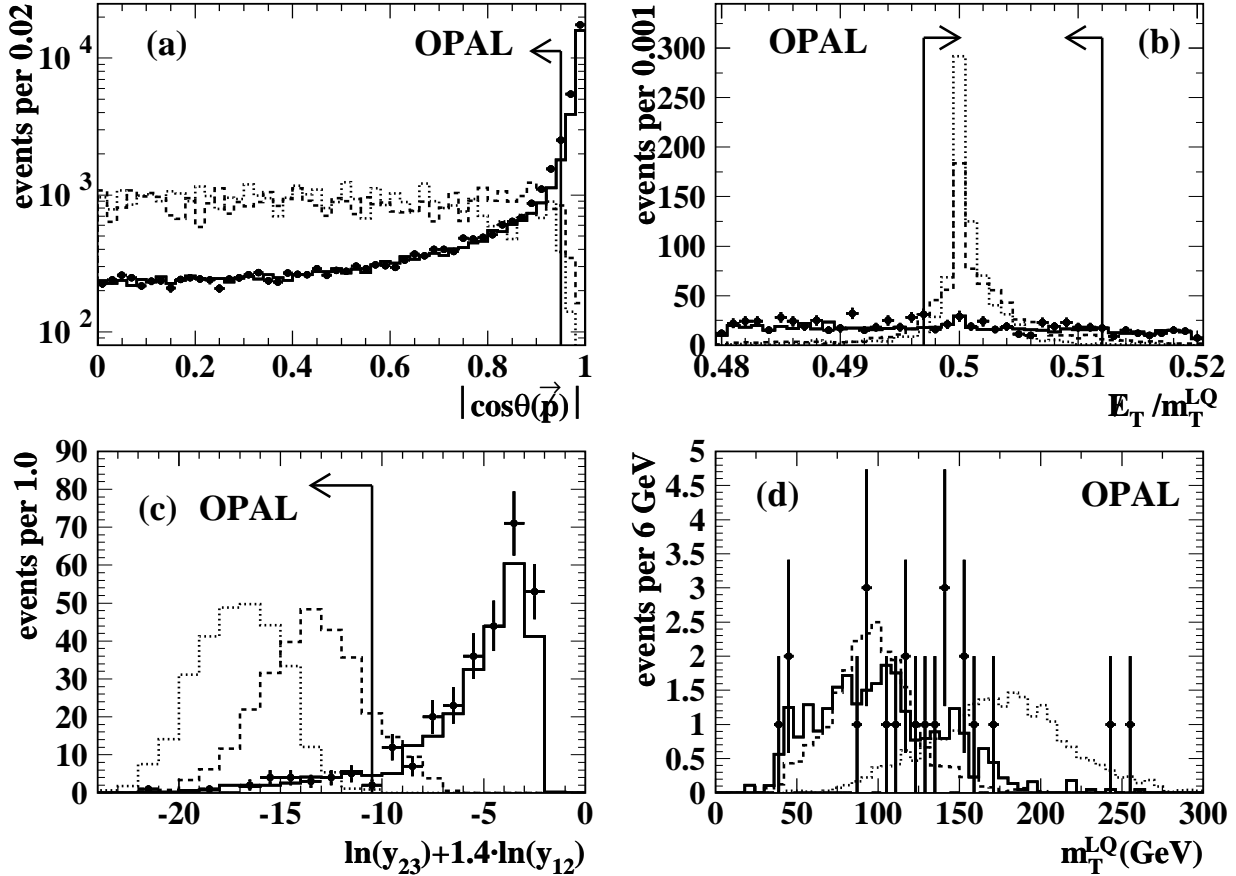 (a)
OPAL
events per 0.02
10^4
10^3
10^2
0 0.2 0.4 0.6 0.8 1
|cosθ(p̸⃗)|
OPAL
(b)
events per 0.001
300
250
200
150
100
50
25
0
0.48 0.49 0.5 0.51 0.52
E̸_T /m_T^LQ
(c)
OPAL
events per 1.0
90
80
70
60
50
40
30
20
10
0
-20 -15 -10 -5 0
ln(y_23)+1.4·ln(y_12)
(d)
OPAL
events per 6 GeV
5
4.5
4
3.5
3
2.5
2
1.5
1
0.5
0
0 50 100 150 200 250 300
m_T^LQ(GeV)